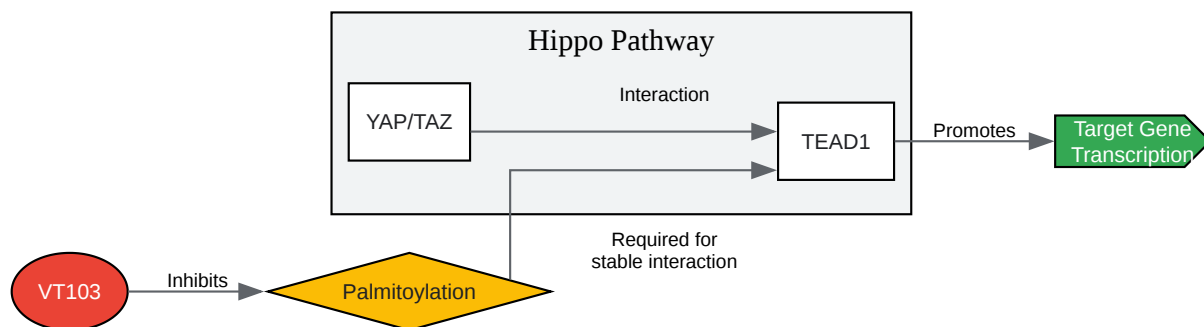 Hippo Pathway
YAP/TAZ
Interaction
TEAD1
Promotes
Target Gene
Transcription
Required for
stable interaction
VT103
Inhibits
Palmitoylation